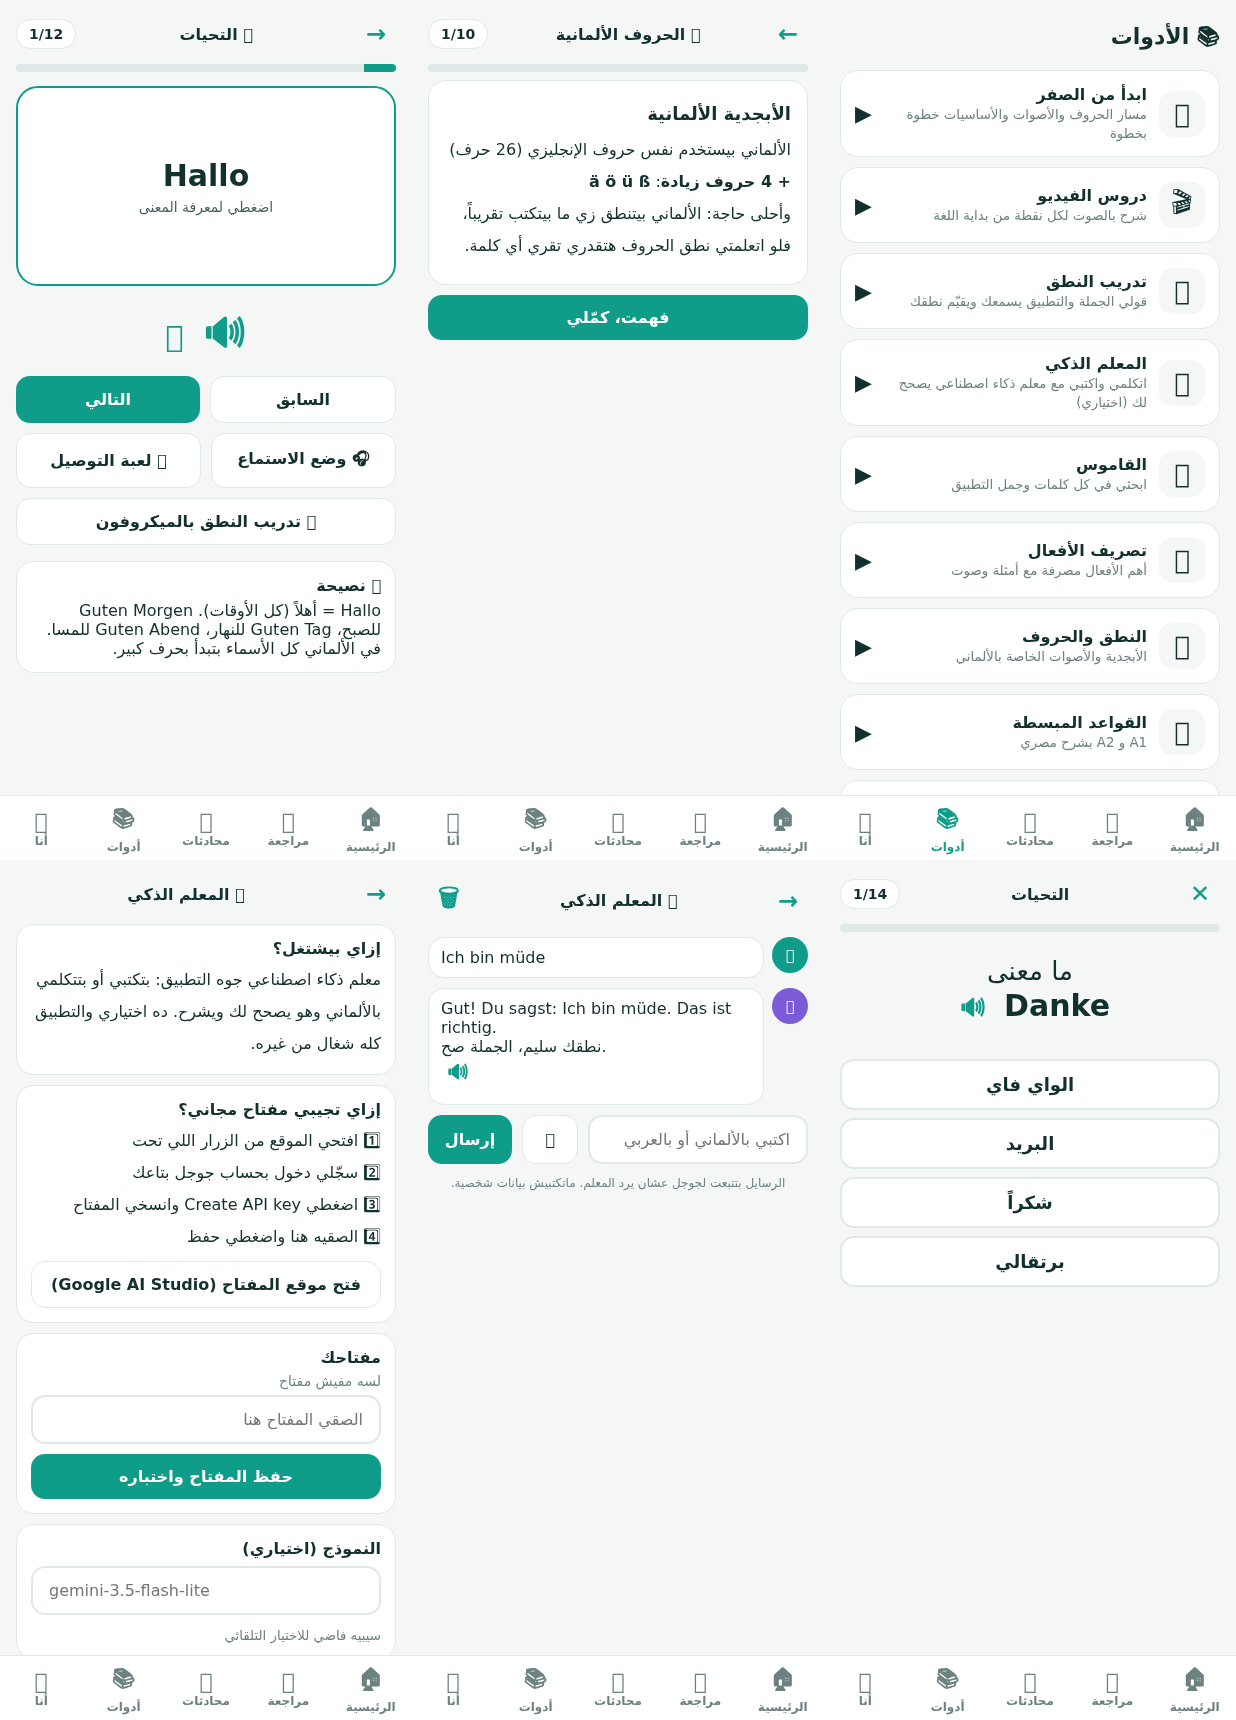 1/12
التحيات
→
Hallo
اضغطي لمعرفة المعنى
السابق
التالي
🎧 وضع الاستماع
لعبة التوصيل
تدريب النطق بالميكروفون
نصيحة
Hallo = أهلاً (كل الأوقات). Guten Morgen
للصبح، Guten Tag للنهار، Guten Abend للمسا.
في الألماني كل الأسماء بتبدأ بحرف كبير.
الرئيسية
مراجعة
محادثات
أدوات
أنا
1/10
الحروف الألمانية
←
الأبجدية الألمانية
الألماني بيستخدم نفس حروف الإنجليزي (26 حرف)
+ 4 حروف زيادة: ä ö ü ß
وأحلى حاجة: الألماني بيتنطق زي ما بيتكتب تقريباً،
فلو اتعلمتي نطق الحروف هتقدري تقري أي كلمة.
فهمت، كمّلي
الرئيسية
مراجعة
محادثات
أدوات
أنا
📚 الأدوات
ابدأ من الصفر
مسار الحروف والأصوات والأساسيات خطوة
بخطوة
دروس الفيديو
شرح بالصوت لكل نقطة من بداية اللغة
تدريب النطق
قولي الجملة والتطبيق يسمعك ويقيّم نطقك
المعلم الذكي
اتكلمي واكتبي مع معلم ذكاء اصطناعي يصحح
لك (اختياري)
القاموس
ابحثي في كل كلمات وجمل التطبيق
تصريف الأفعال
أهم الأفعال مصرفة مع أمثلة وصوت
النطق والحروف
الأبجدية والأصوات الخاصة بالألماني
القواعد المبسطة
A1 و A2 بشرح مصري
الرئيسية
مراجعة
محادثات
أدوات
أنا
المعلم الذكي
→
إزاي بيشتغل؟
معلم ذكاء اصطناعي جوه التطبيق: بتكتبي أو بتتكلمي
بالألماني وهو يصحح لك ويشرح. ده اختياري والتطبيق
كله شغال من غيره.
إزاي تجيبي مفتاح مجاني؟
1️⃣ افتحي الموقع من الزرار اللي تحت
2️⃣ سجّلي دخول بحساب جوجل بتاعك
3️⃣ اضغطي Create API key وانسخي المفتاح
4️⃣ الصقيه هنا واضغطي حفظ
فتح موقع المفتاح (Google AI Studio)
مفتاحك
لسه مفيش مفتاح
الصقي المفتاح هنا
حفظ المفتاح واختباره
النموذج (اختياري)
gemini-3.5-flash-lite
سيبيه فاضي للاختيار التلقائي
الرئيسية
مراجعة
محادثات
أدوات
أنا
المعلم الذكي
→
Ich bin müde
Gut! Du sagst: Ich bin müde. Das ist
richtig.
نطقك سليم، الجملة صح.
اكتبي بالألماني أو بالعربي
إرسال
الرسايل بتتبعت لجوجل عشان يرد المعلم. ماتكتبيش بيانات شخصية.
الرئيسية
مراجعة
محادثات
أدوات
أنا
1/14
التحيات
✕
ما معنى
Danke
الواي فاي
البريد
شكراً
برتقالي
الرئيسية
مراجعة
محادثات
أدوات
أنا